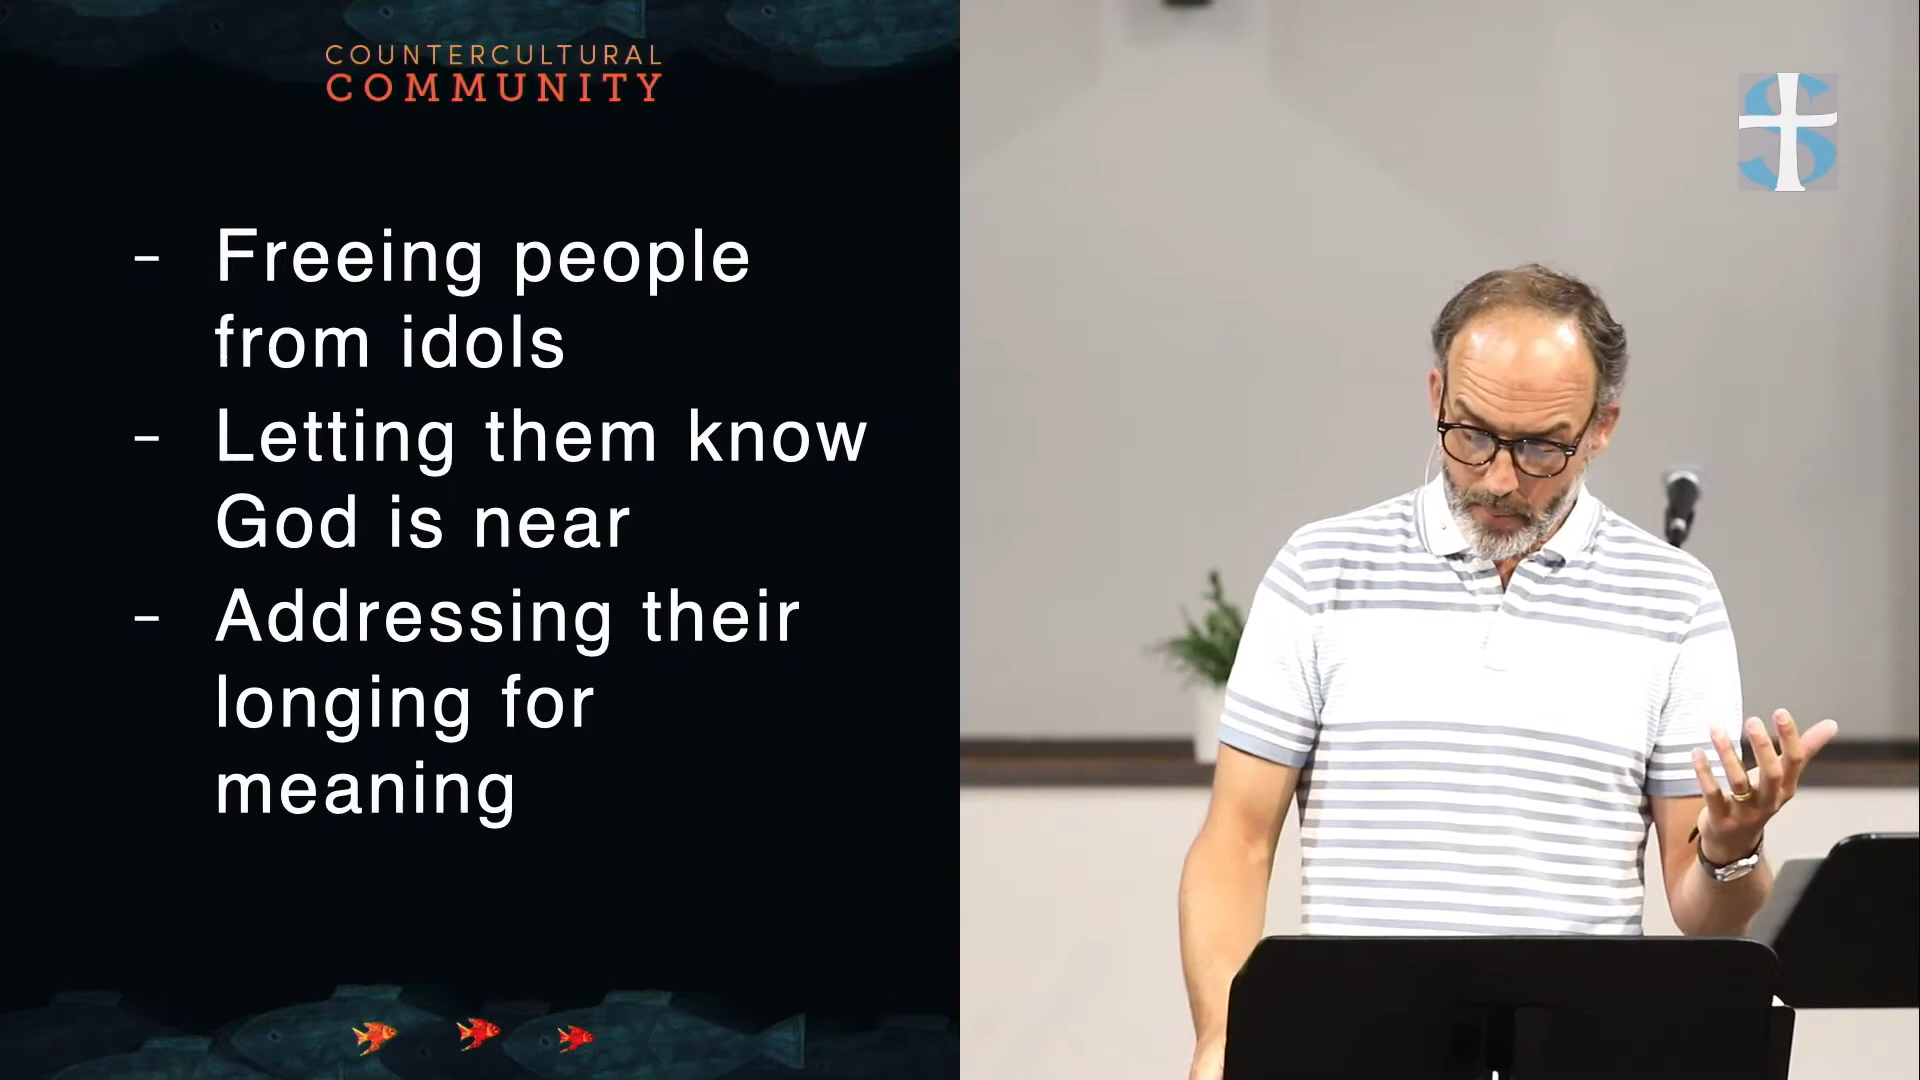 COUNTERCULTURAL
COMMUNITY
- Freeing people
from idols
- Letting them know
God is near
- Addressing their
longing for
meaning
S